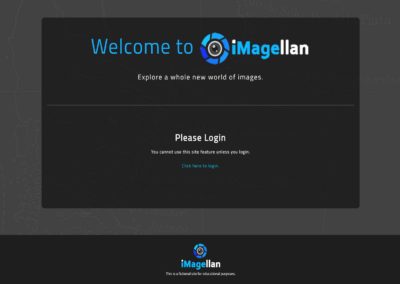 Welcome to iMagellan
Explore a whole new world of images.
Please Login
You cannot use this site feature unless you login.
Click here to login.
iMagellan
This is a fictional site for educational purposes.